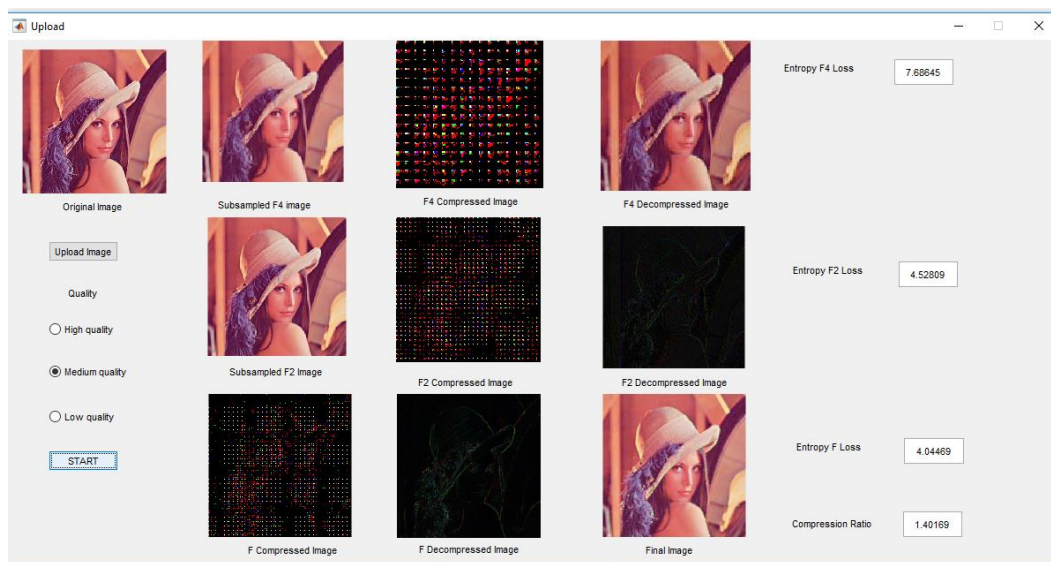 Upload
Entropy F4 Loss
7.68645
Original Image
Subsampled F4 image
F4 Compressed Image
F4 Decompressed Image
Upload Image
Quality
High quality
Medium quality
Low quality
START
Subsampled F2 Image
F2 Compressed Image
F2 Decompressed Image
Entropy F2 Loss
4.52809
F Compressed Image
F Decompressed Image
Final Image
Entropy F Loss
4.04469
Compression Ratio
1.40169